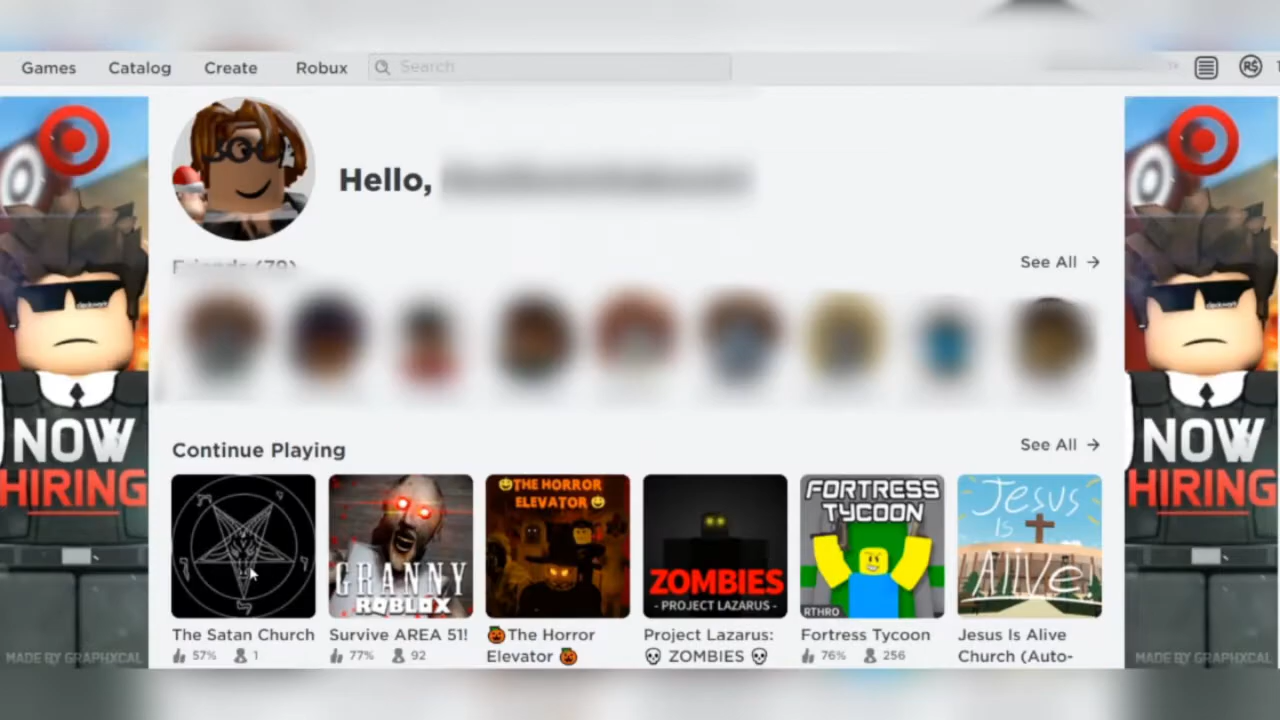 Games Catalog Create Robux Search R$
Hello,
Friends (79)
See All →
Continue Playing
See All →
THE HORROR
ELEVATOR
GRANNY
ROBLOX
ZOMBIES
- PROJECT LAZARUS -
FORTRESS
TYCOON
RTHRO
Jesus
IS
Alive!
The Satan Church
57% 1
Survive AREA 51!
77% 92
🎃The Horror
Elevator 🎃
Project Lazarus:
💀 ZOMBIES 💀
Fortress Tycoon
76% 256
Jesus Is Alive
Church (Auto-
NOW
HIRING
MADE BY GRAPHXCAL
NOW
HIRING
MADE BY GRAPHXCAL